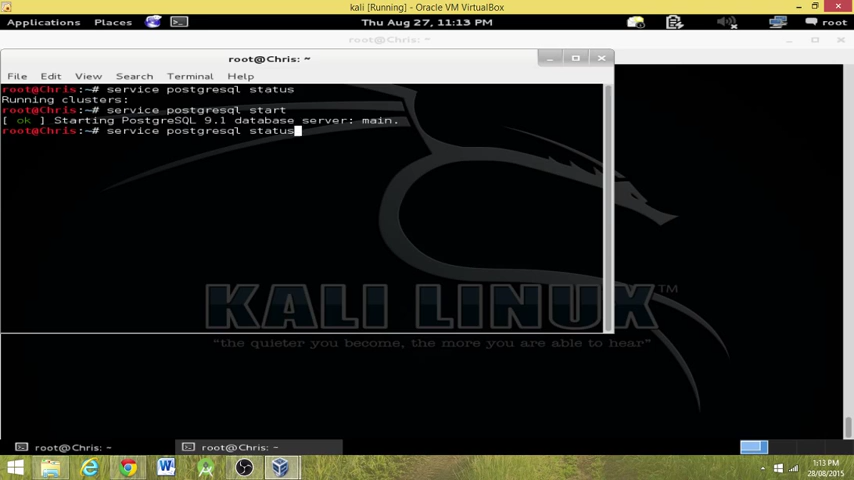 kali [Running] - Oracle VM VirtualBox
Applications Places Thu Aug 27, 11:13 PM root
root@Chris: ~
root@Chris: ~
File Edit View Search Terminal Help
root@Chris:~# service postgresql status
Running clusters:
root@Chris:~# service postgresql start
[ ok ] Starting PostgreSQL 9.1 database server: main.
root@Chris:~# service postgresql status
KALI LINUX™
"the quieter you become, the more you are able to hear"
root@Chris: ~ root@Chris: ~
1:13 PM
28/08/2015